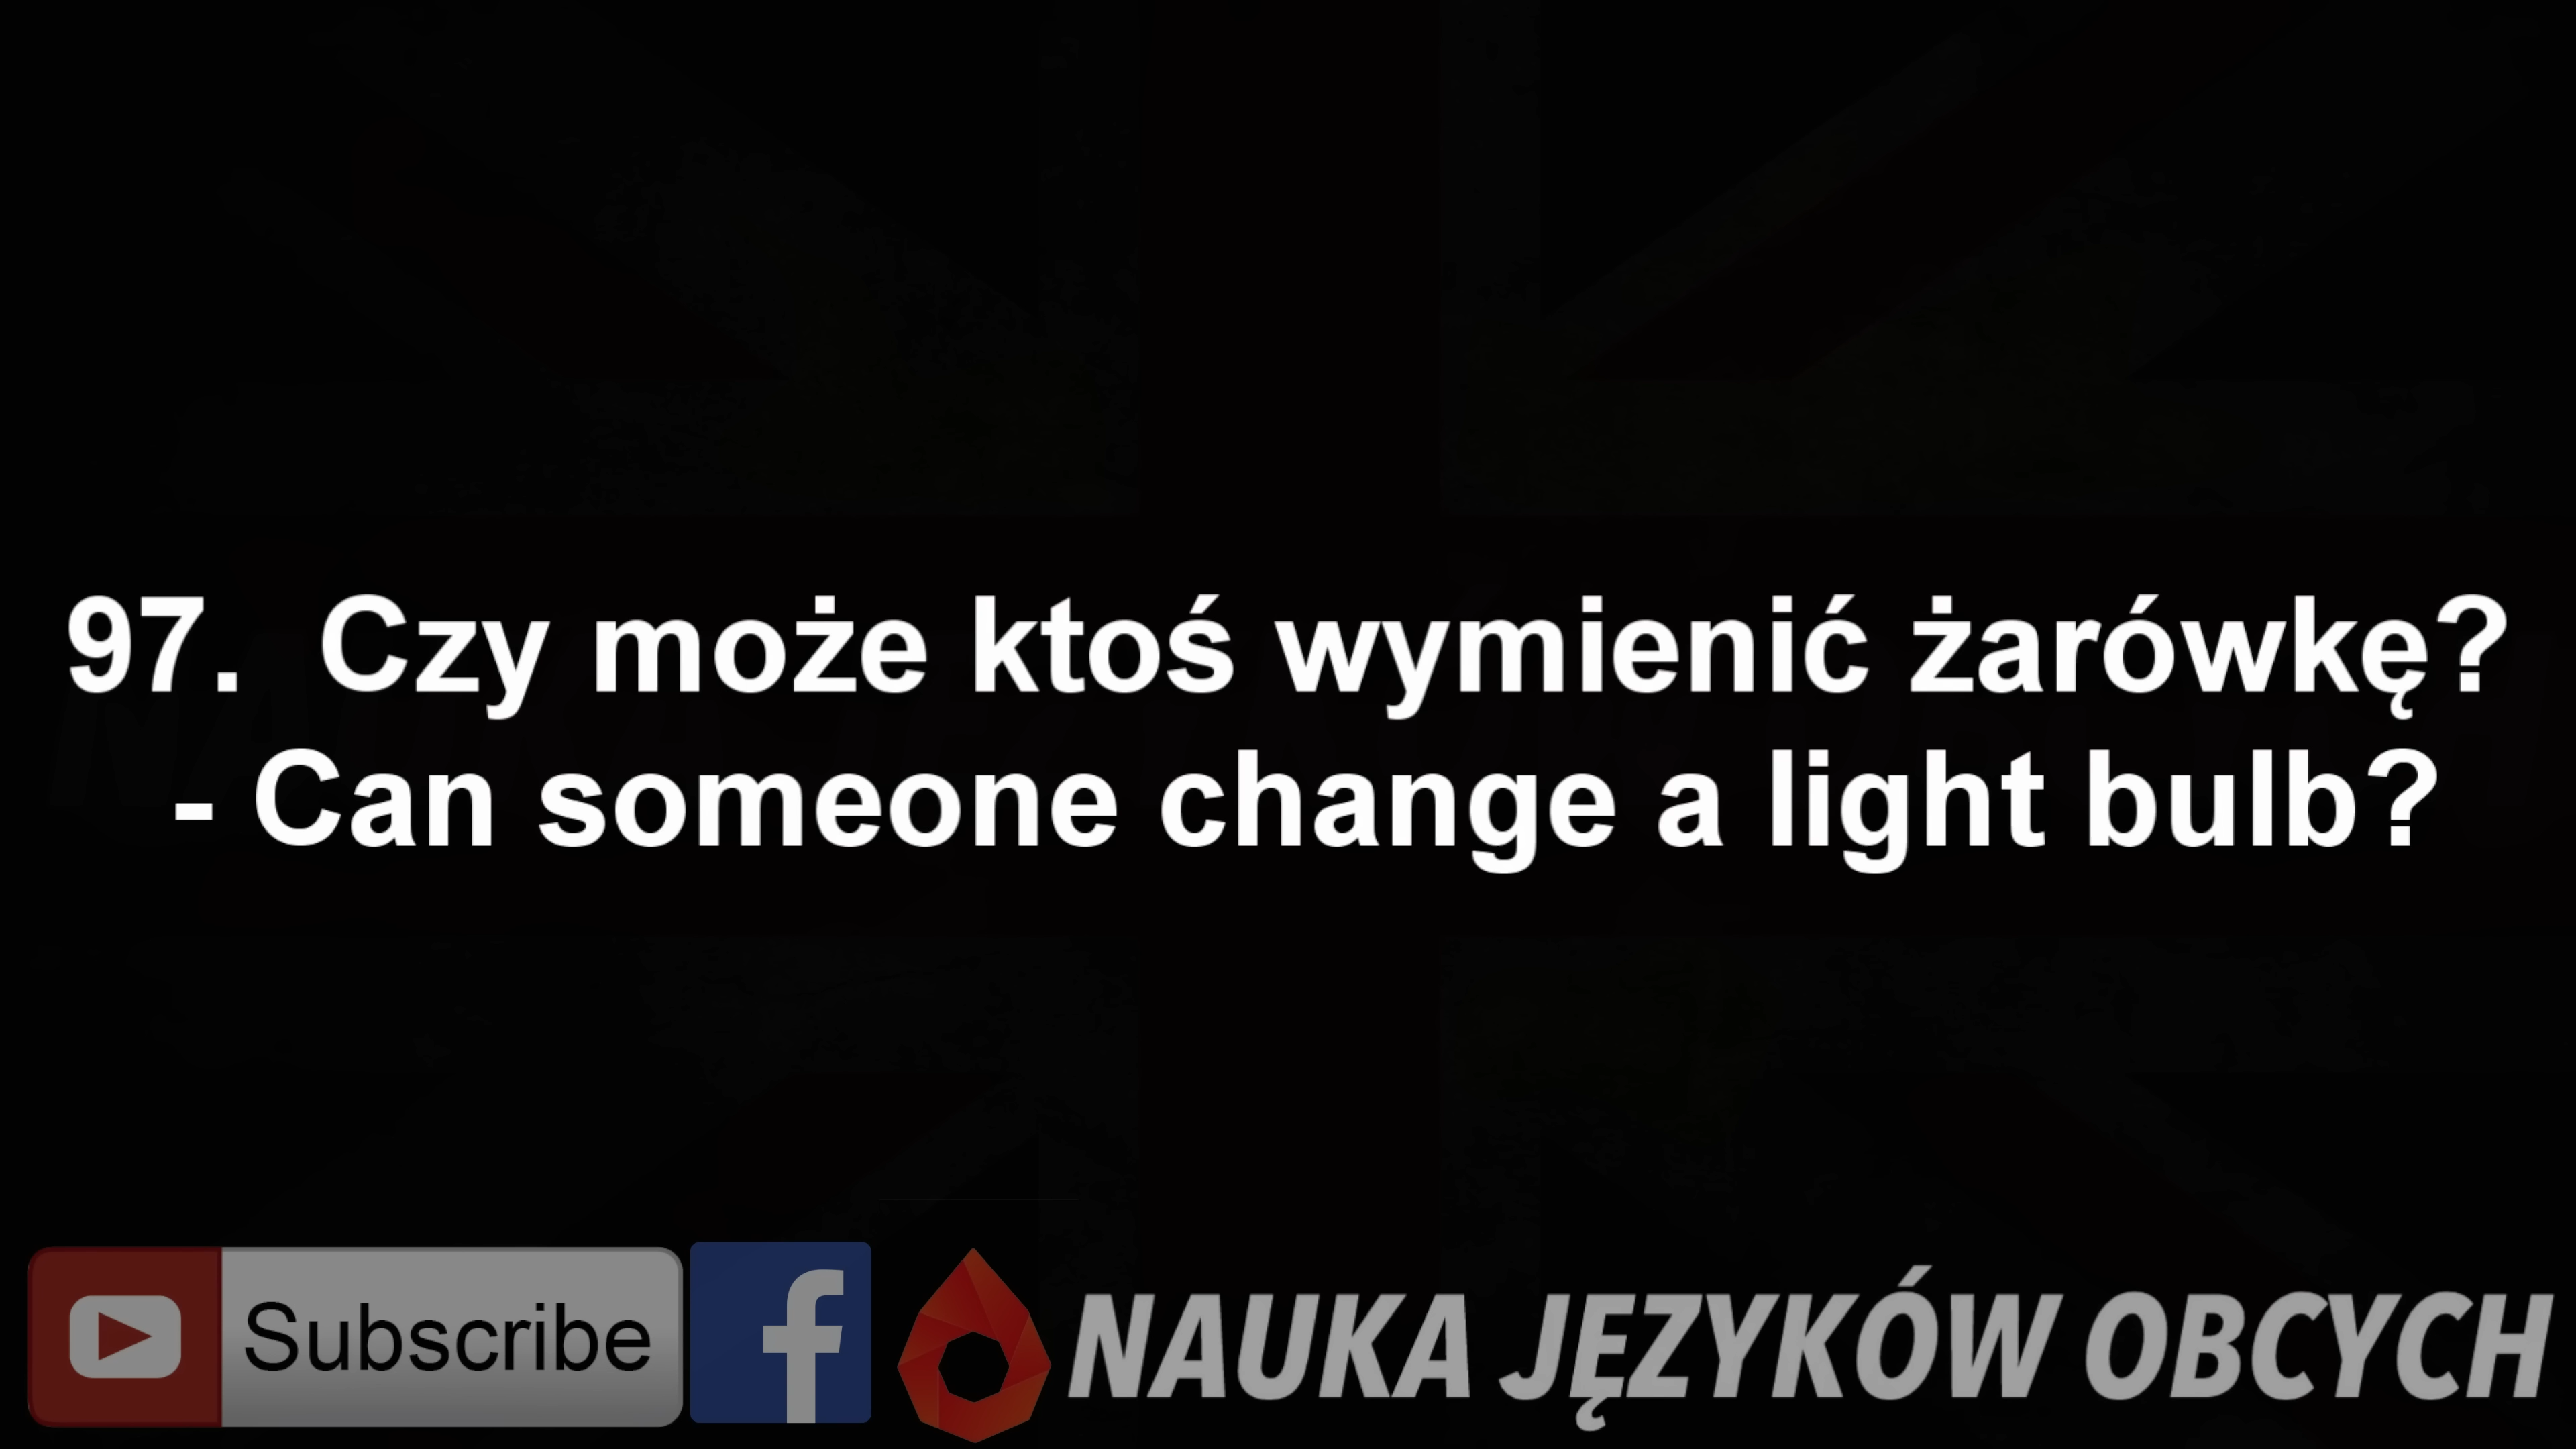 97. Czy może ktoś wymienić żarówkę?
- Can someone change a light bulb?
Subscribe
NAUKA JĘZYKÓW OBCYCH